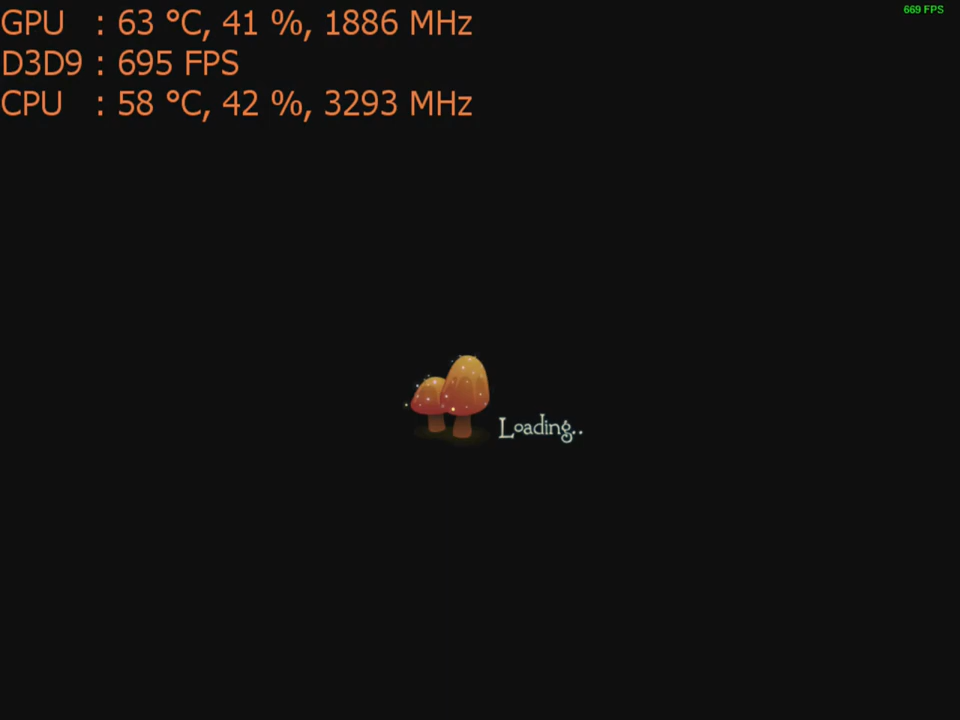 GPU : 63 °C, 41 %, 1886 MHz
669 FPS
D3D9 : 695 FPS
CPU : 58 °C, 42 %, 3293 MHz
Loading..